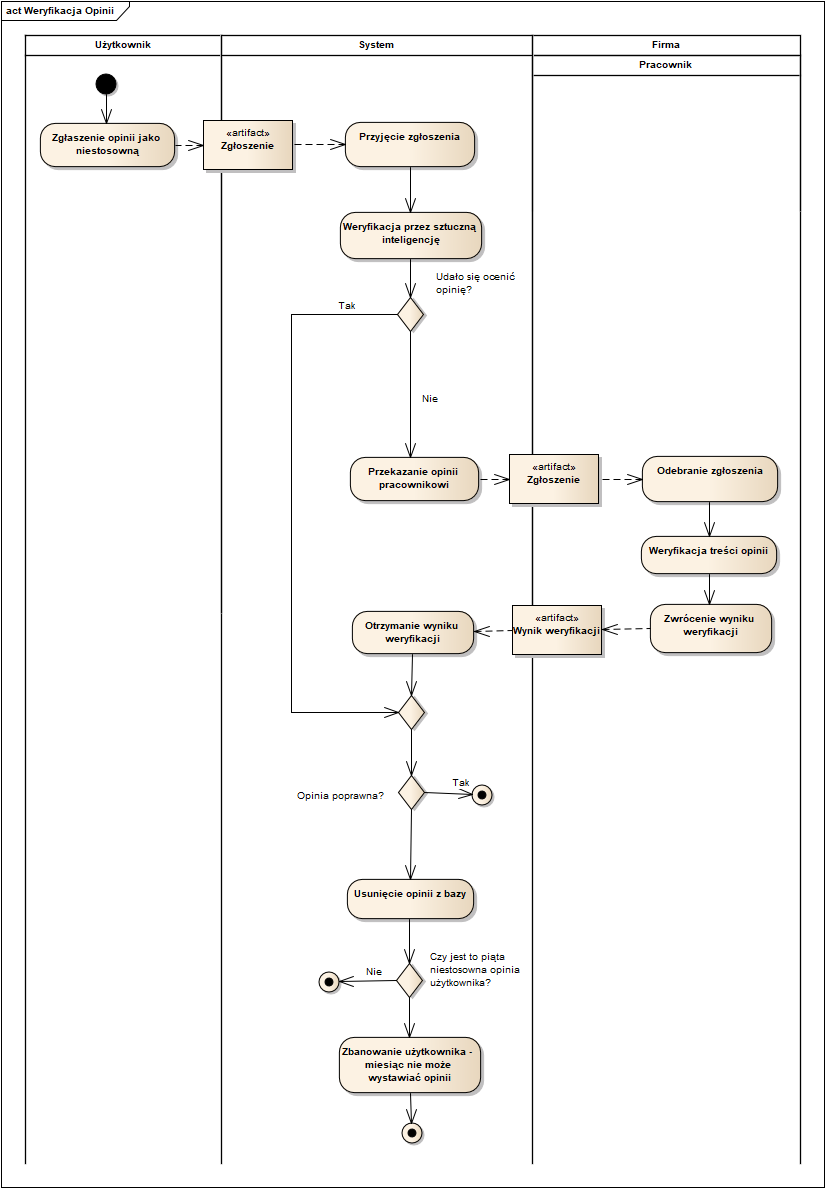 act Weryfikacja Opinii
Użytkownik
System
Firma
Pracownik
Zgłaszenie opinii jako
niestosowną
«artifact»
Zgłoszenie
Przyjęcie zgłoszenia
Weryfikacja przez sztuczną
inteligencję
Udało się ocenić
opinię?
Tak
Nie
Przekazanie opinii
pracownikowi
«artifact»
Zgłoszenie
Odebranie zgłoszenia
Weryfikacja treści opinii
Zwrócenie wyniku
weryfikacji
«artifact»
Wynik weryfikacji
Otrzymanie wyniku
weryfikacji
Opinia poprawna?
Tak
Usunięcie opinii z bazy
Czy jest to piąta
niestosowna opinia
użytkownika?
Nie
Zbanowanie użytkownika -
miesiąc nie może
wystawiać opinii